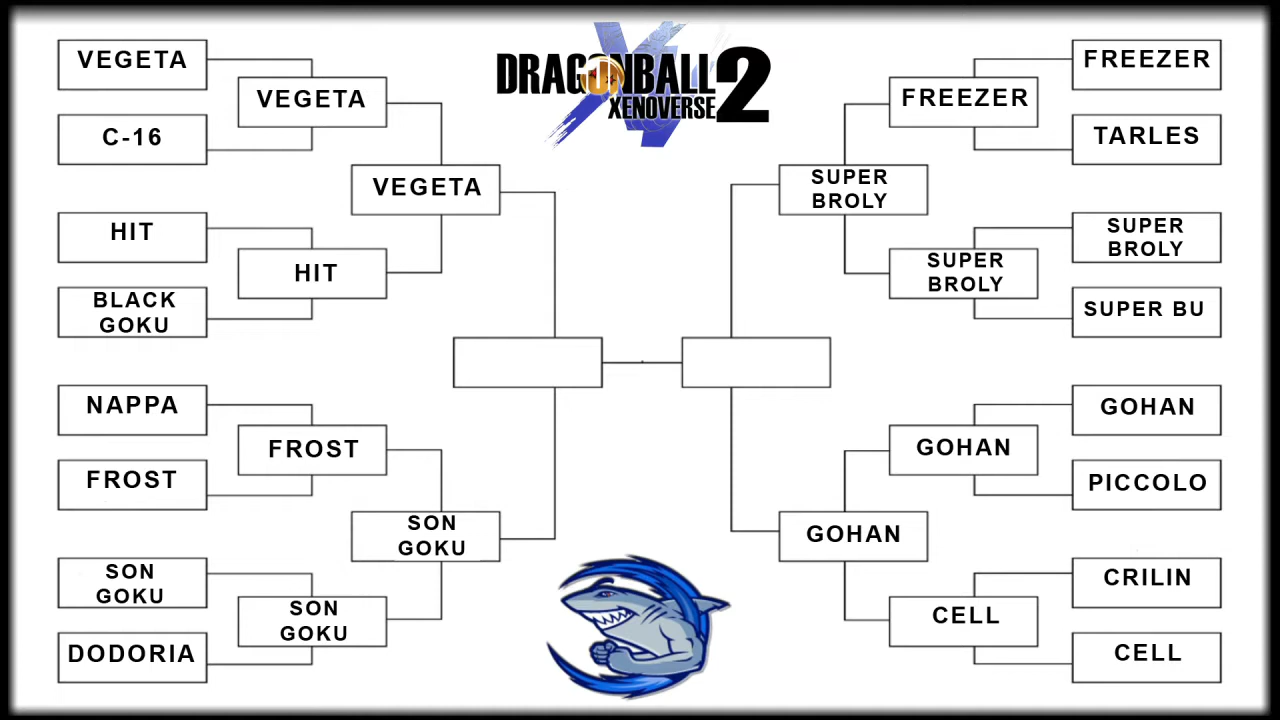 VEGETA
C-16
VEGETA
HIT
BLACK
GOKU
HIT
VEGETA
NAPPA
FROST
FROST
SON
GOKU
DODORIA
SON
GOKU
SON
GOKU
DRAGONBALL
XENOVERSE 2
FREEZER
TARLES
FREEZER
SUPER
BROLY
SUPER BU
SUPER
BROLY
SUPER
BROLY
GOHAN
PICCOLO
GOHAN
CRILIN
CELL
CELL
GOHAN